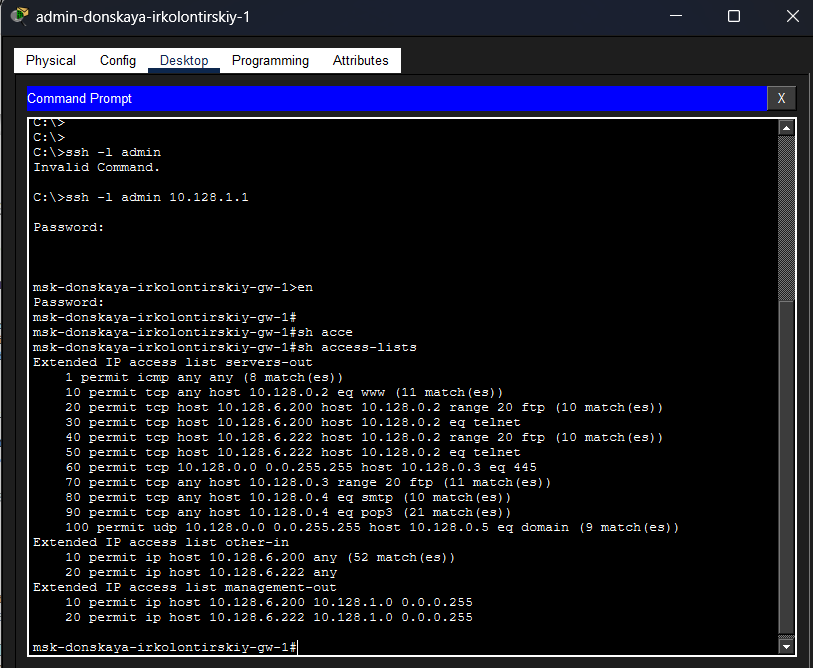 admin-donskaya-irkolontirskiy-1
Physical Config Desktop Programming Attributes
Command Prompt X
C:\>
C:\>
C:\>ssh -l admin
Invalid Command.
C:\>ssh -l admin 10.128.1.1
Password:
msk-donskaya-irkolontirskiy-gw-1>en
Password:
msk-donskaya-irkolontirskiy-gw-1#
msk-donskaya-irkolontirskiy-gw-1#sh acce
msk-donskaya-irkolontirskiy-gw-1#sh access-lists
Extended IP access list servers-out
1 permit icmp any any (8 match(es))
10 permit tcp any host 10.128.0.2 eq www (11 match(es))
20 permit tcp host 10.128.6.200 host 10.128.0.2 range 20 ftp (10 match(es))
30 permit tcp host 10.128.6.200 host 10.128.0.2 eq telnet
40 permit tcp host 10.128.6.222 host 10.128.0.2 range 20 ftp (10 match(es))
50 permit tcp host 10.128.6.222 host 10.128.0.2 eq telnet
60 permit tcp 10.128.0.0 0.0.255.255 host 10.128.0.3 eq 445
70 permit tcp any host 10.128.0.3 range 20 ftp (11 match(es))
80 permit tcp any host 10.128.0.4 eq smtp (10 match(es))
90 permit tcp any host 10.128.0.4 eq pop3 (21 match(es))
100 permit udp 10.128.0.0 0.0.255.255 host 10.128.0.5 eq domain (9 match(es))
Extended IP access list other-in
10 permit ip host 10.128.6.200 any (52 match(es))
20 permit ip host 10.128.6.222 any
Extended IP access list management-out
10 permit ip host 10.128.6.200 10.128.1.0 0.0.0.255
20 permit ip host 10.128.6.222 10.128.1.0 0.0.0.255
msk-donskaya-irkolontirskiy-gw-1#